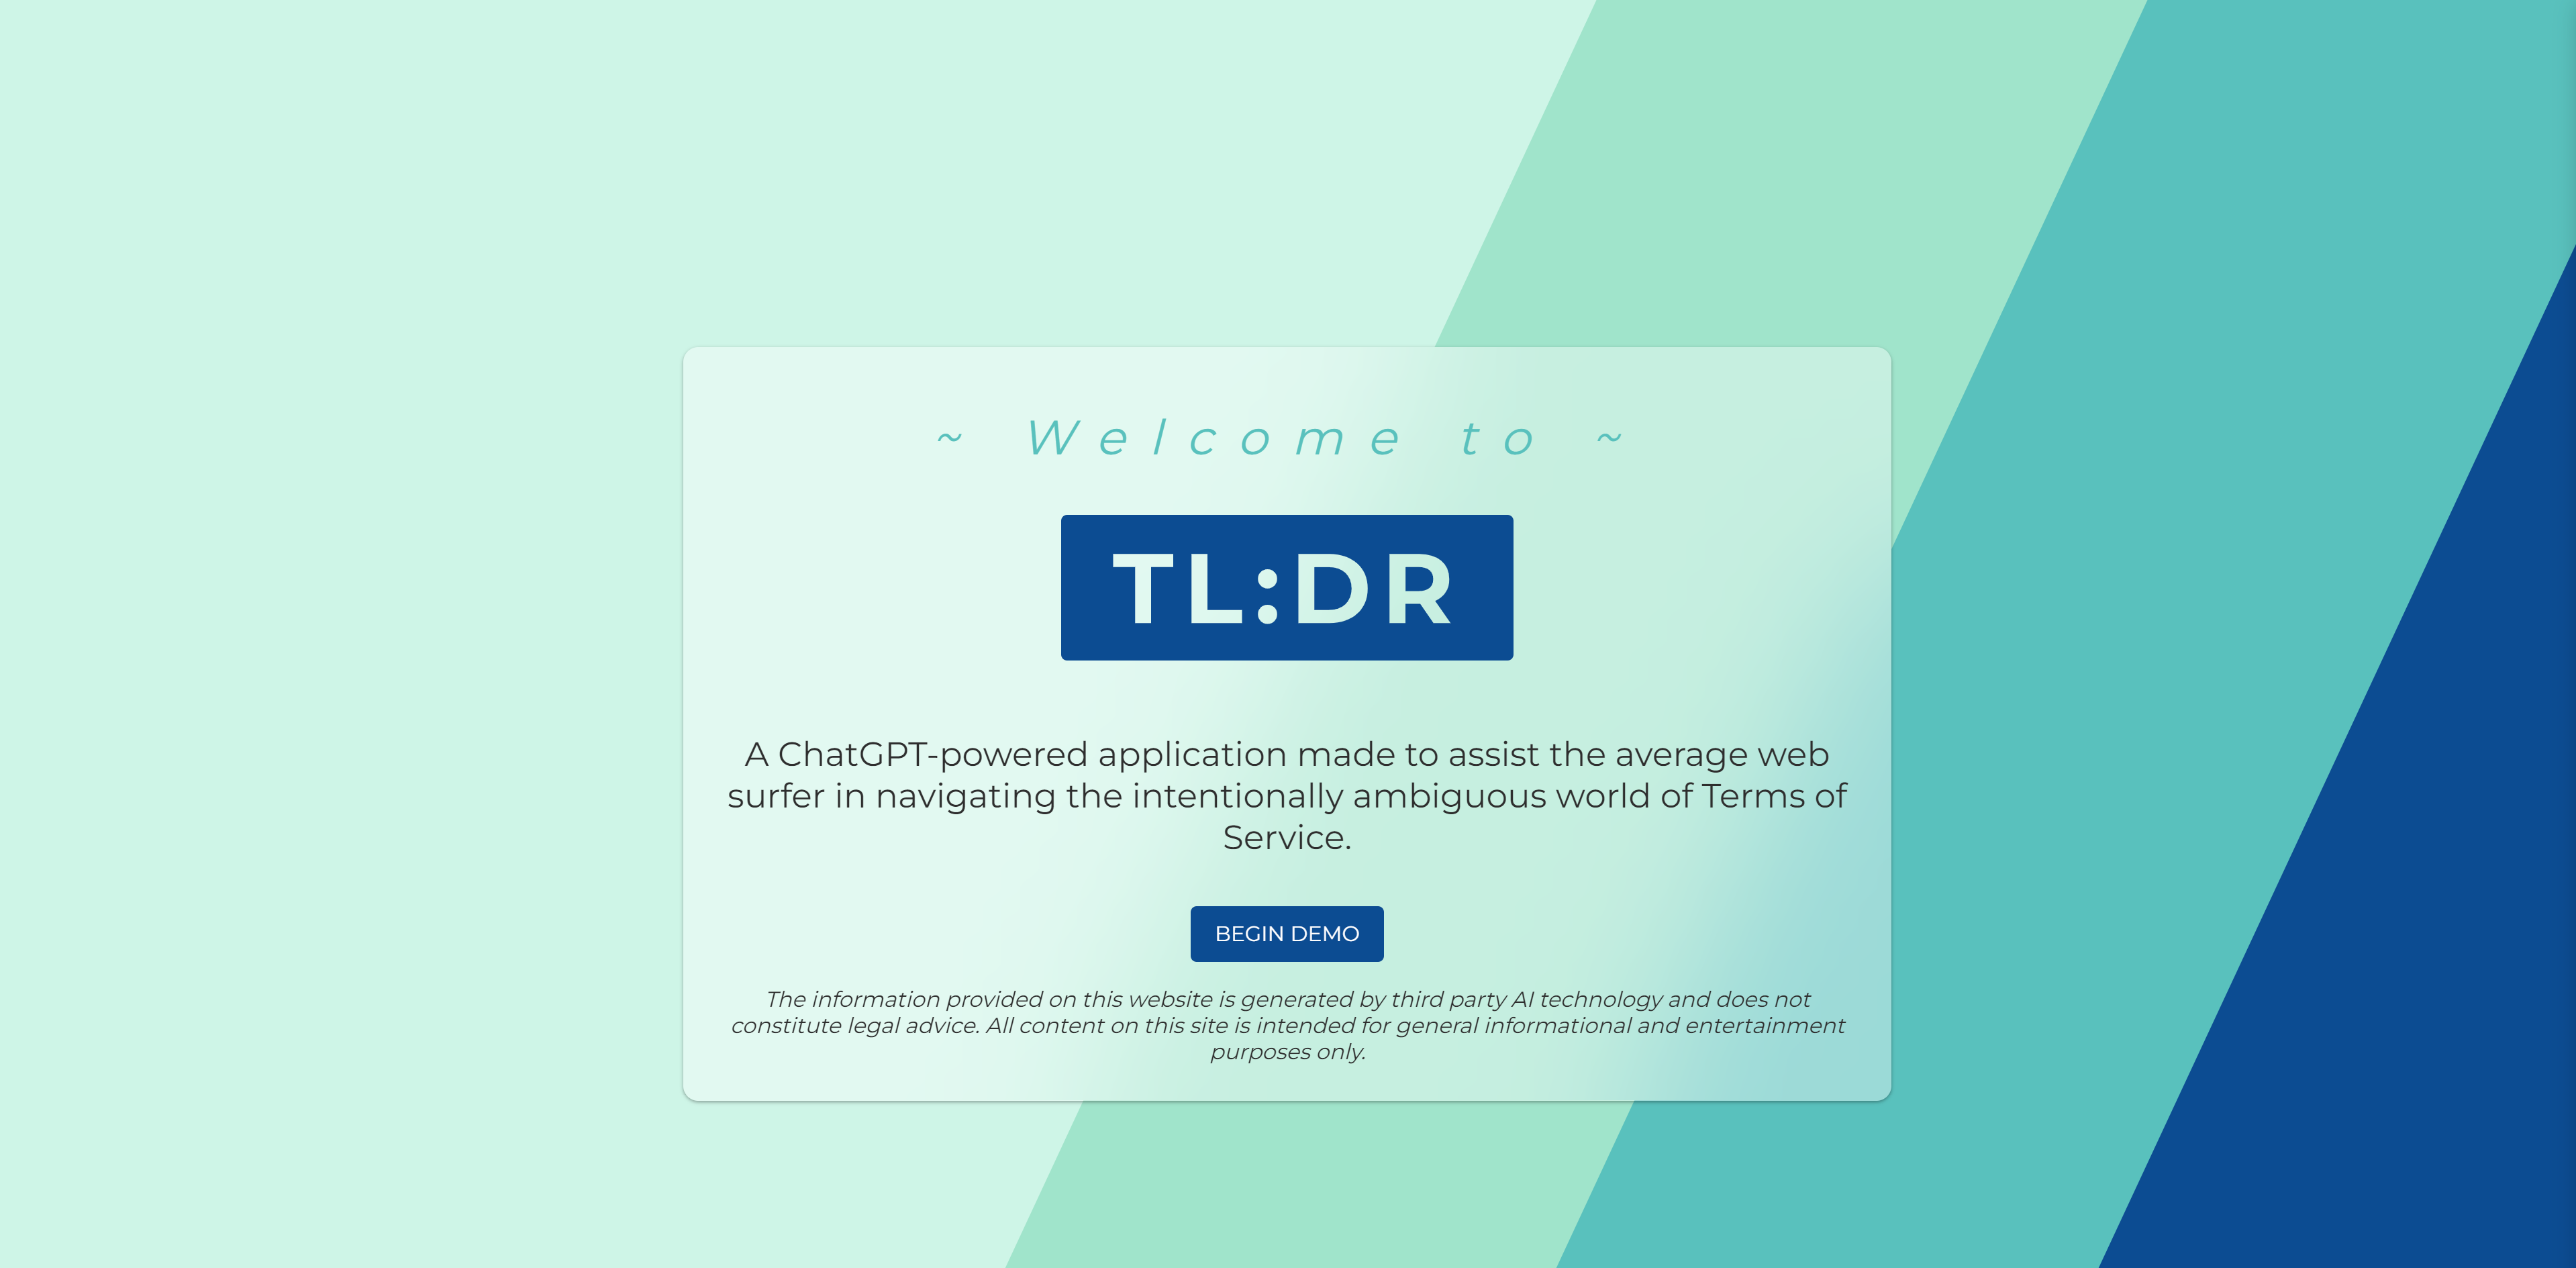 ~ Welcome to ~
TL:DR
A ChatGPT-powered application made to assist the average web
surfer in navigating the intentionally ambiguous world of Terms of
Service.
BEGIN DEMO
The information provided on this website is generated by third party AI technology and does not
constitute legal advice. All content on this site is intended for general informational and entertainment
purposes only.